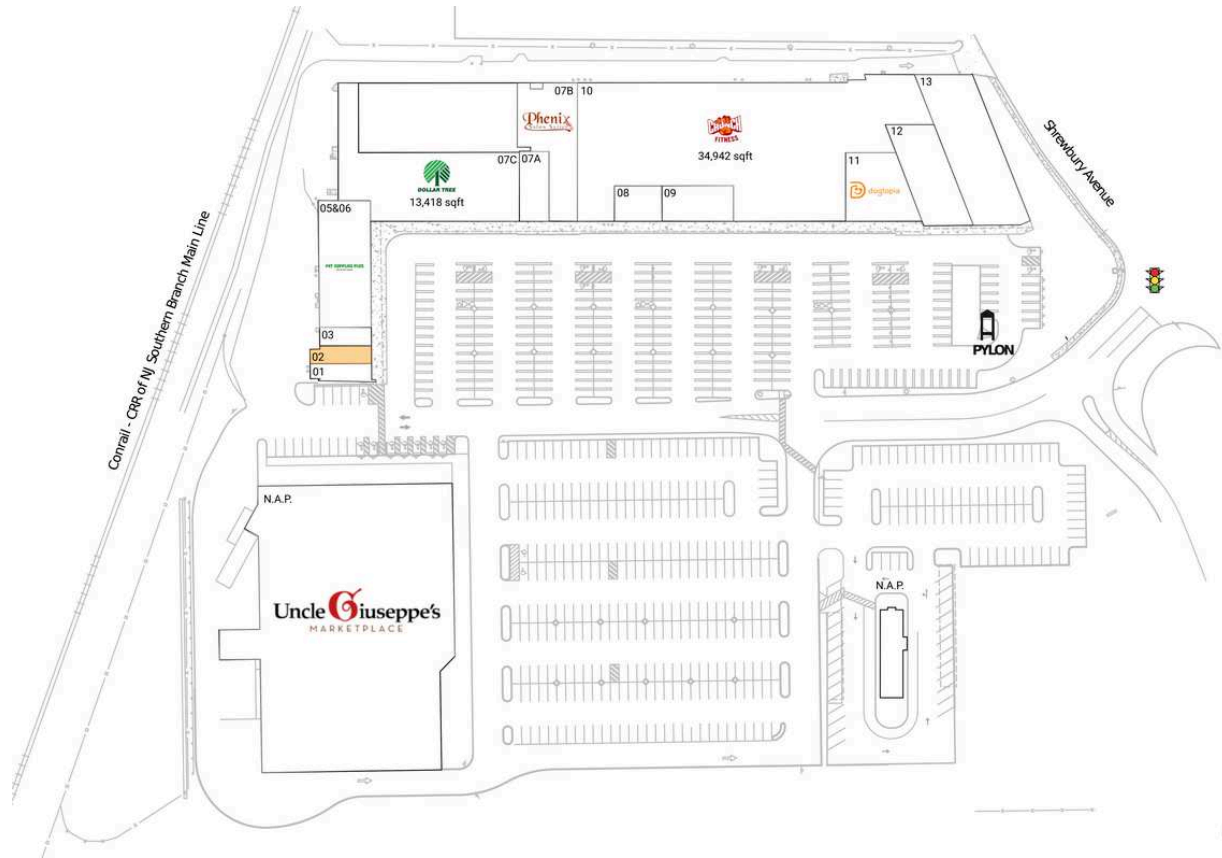 07B
10
13
Phenix
CRUNCH
FITNESS
34,942 sqft
12
11
dogtopia
Shrewbury Avenue
DOLLAR TREE
13,418 sqft
07C
07A
08
09
05&06
PET SUPPLIES PLUS
03
02
01
PYLON
Conrail - CRR of NJ Southern Branch Main Line
N.A.P.
Uncle Giuseppe's
MARKETPLACE
N.A.P.